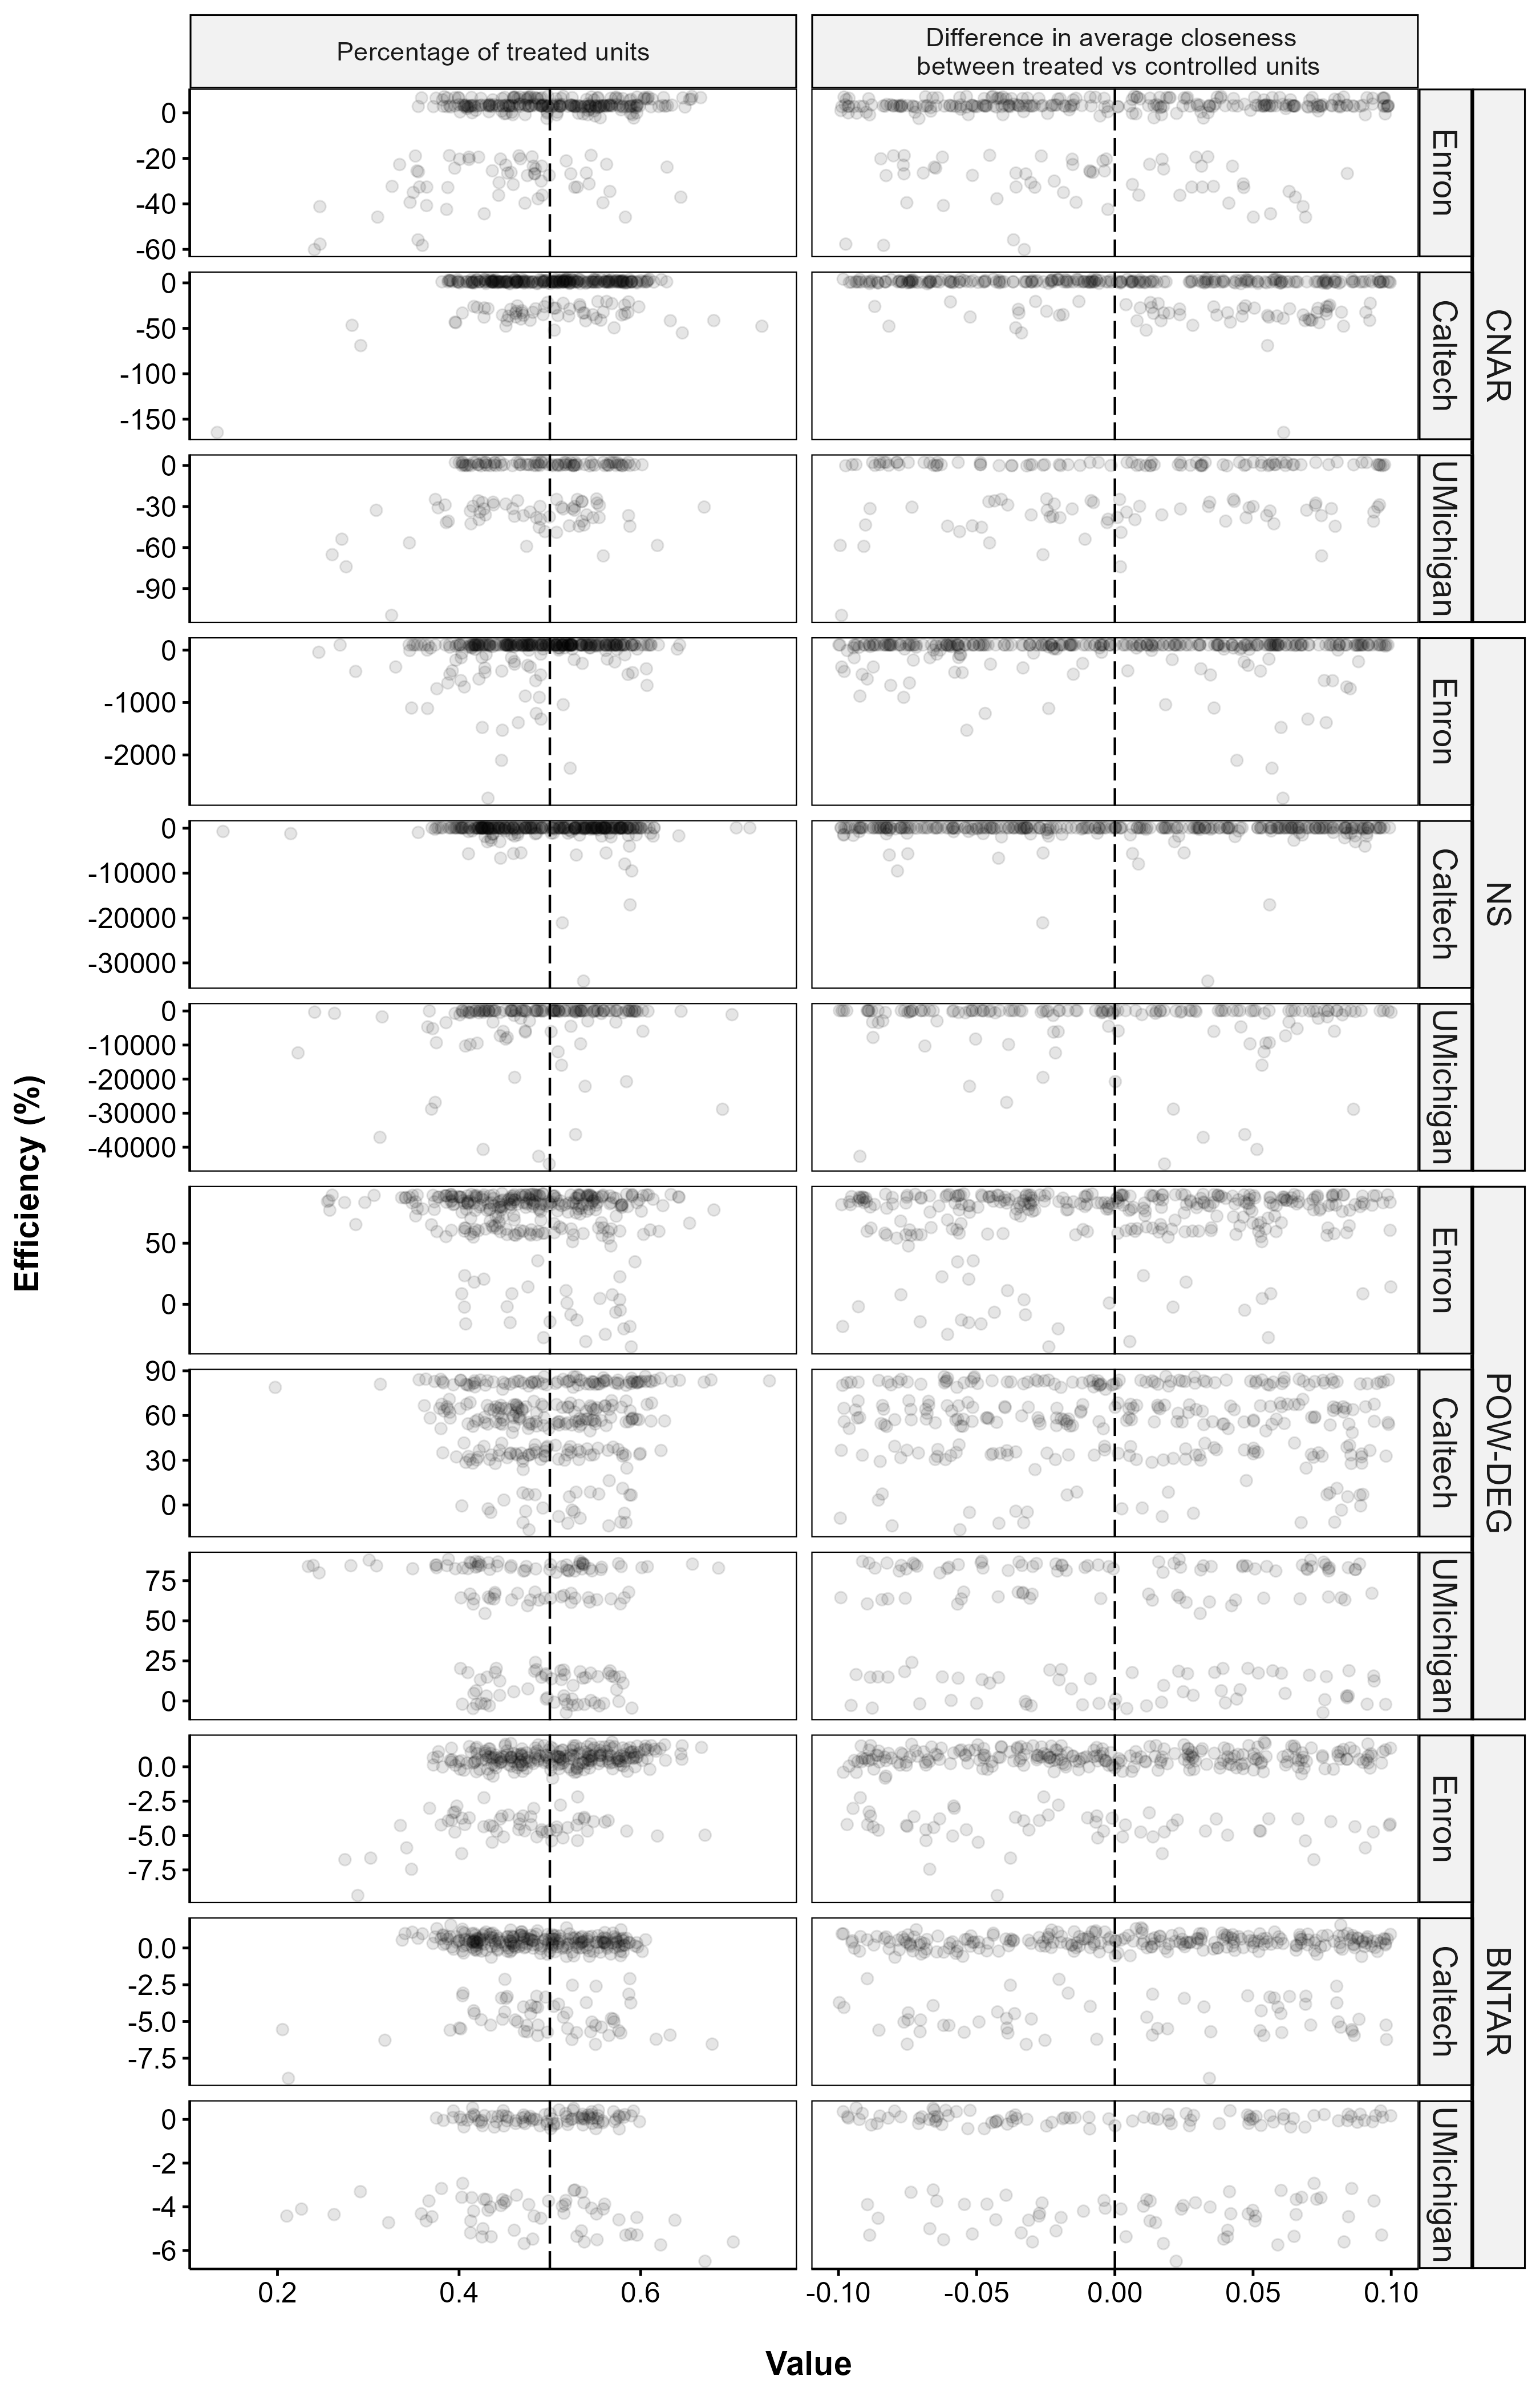 Percentage of treated units
Difference in average closeness
between treated vs controlled units
0
-20
-40
-60
Enron
CNAR
0
-50
-100
-150
Caltech
0
-30
-60
-90
UMichigan
0
-1000
-2000
Enron
NS
0
-10000
-20000
-30000
Caltech
0
-10000
-20000
-30000
-40000
UMichigan
Efficiency (%)
50
0
Enron
POW-DEG
90
60
30
0
Caltech
75
50
25
0
UMichigan
0.0
-2.5
-5.0
-7.5
Enron
BNTAR
0.0
-2.5
-5.0
-7.5
Caltech
0
-2
-4
-6
UMichigan
0.2 0.4 0.6 -0.10 -0.05 0.00 0.05 0.10
Value